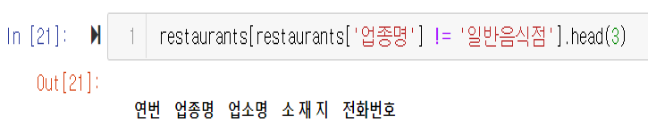 In [21]: 1 restaurants[restaurants['업종명'] != '일반음식점'].head(3)
Out[21]:
연번 업종명 업소명 소재지 전화번호